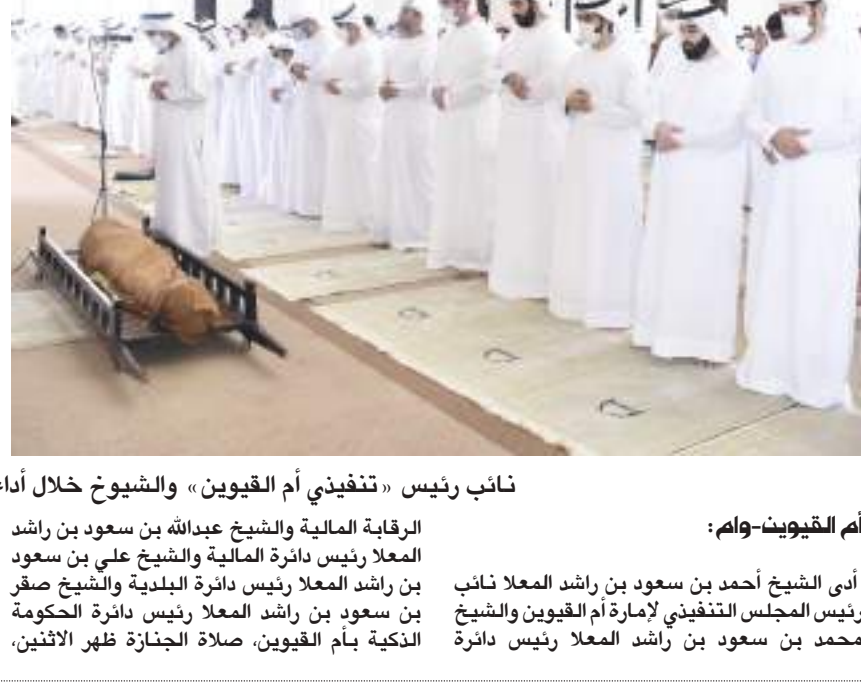 نائب رئيس «تنفيذي أم القيوين» والشيوخ خلال
أم القيوين-وام:
أدى الشيخ أحمد بن سعود بن راشد المعلا نائب
رئيس المجلس التنفيذي لإمارة أم القيوين والشيخ
محمد بن سعود بن راشد المعلا رئيس دائرة
الرقابة المالية والشيخ عبدالله بن سعود بن راشد
المعلا رئيس دائرة المالية والشيخ علي بن سعود
بن راشد المعلا رئيس دائرة البلدية والشيخ صقر
بن سعود بن راشد المعلا رئيس دائرة الحكومة
الذكية بأم القيوين، صلاة الجنازة ظهر الاثنين،